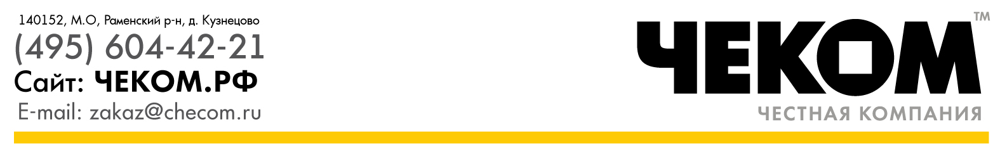 140152, М.О, Раменский р-н, д. Кузнецово
(495) 604-42-21
Сайт: ЧЕКОМ.РФ
E-mail: zakaz@checom.ru
ЧЕКОМ™
ЧЕСТНАЯ КОМПАНИЯ